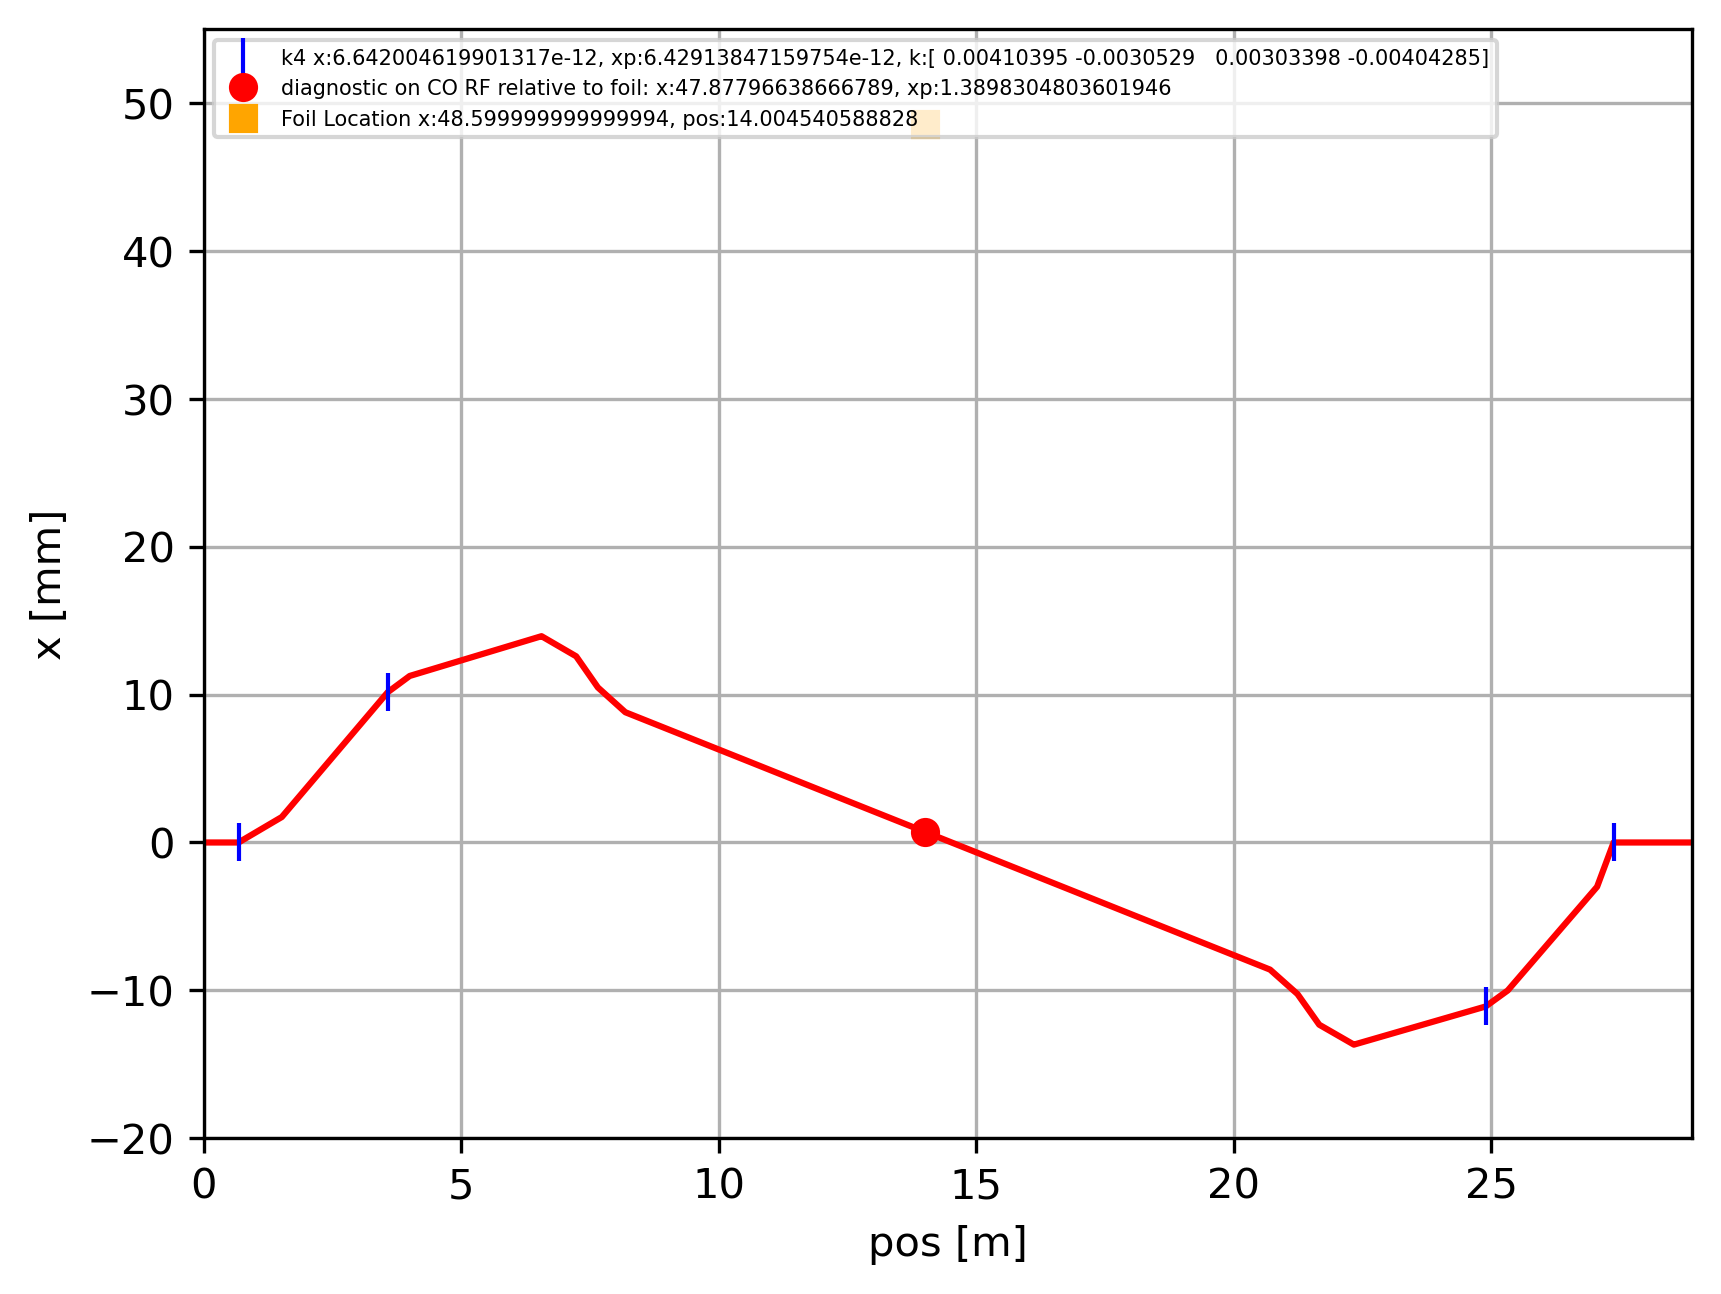 k4 x:6.642004619901317e-12, xp:6.42913847159754e-12, k:[ 0.00410395 -0.0030529   0.00303398 -0.00404285]
diagnostic on CO RF relative to foil: x:47.87796638666789, xp:1.3898304803601946
Foil Location x:48.599999999999994, pos:14.004540588828
50
40
30
20
10
0
−10
−20
x [mm]
0 5 10 15 20 25
pos [m]